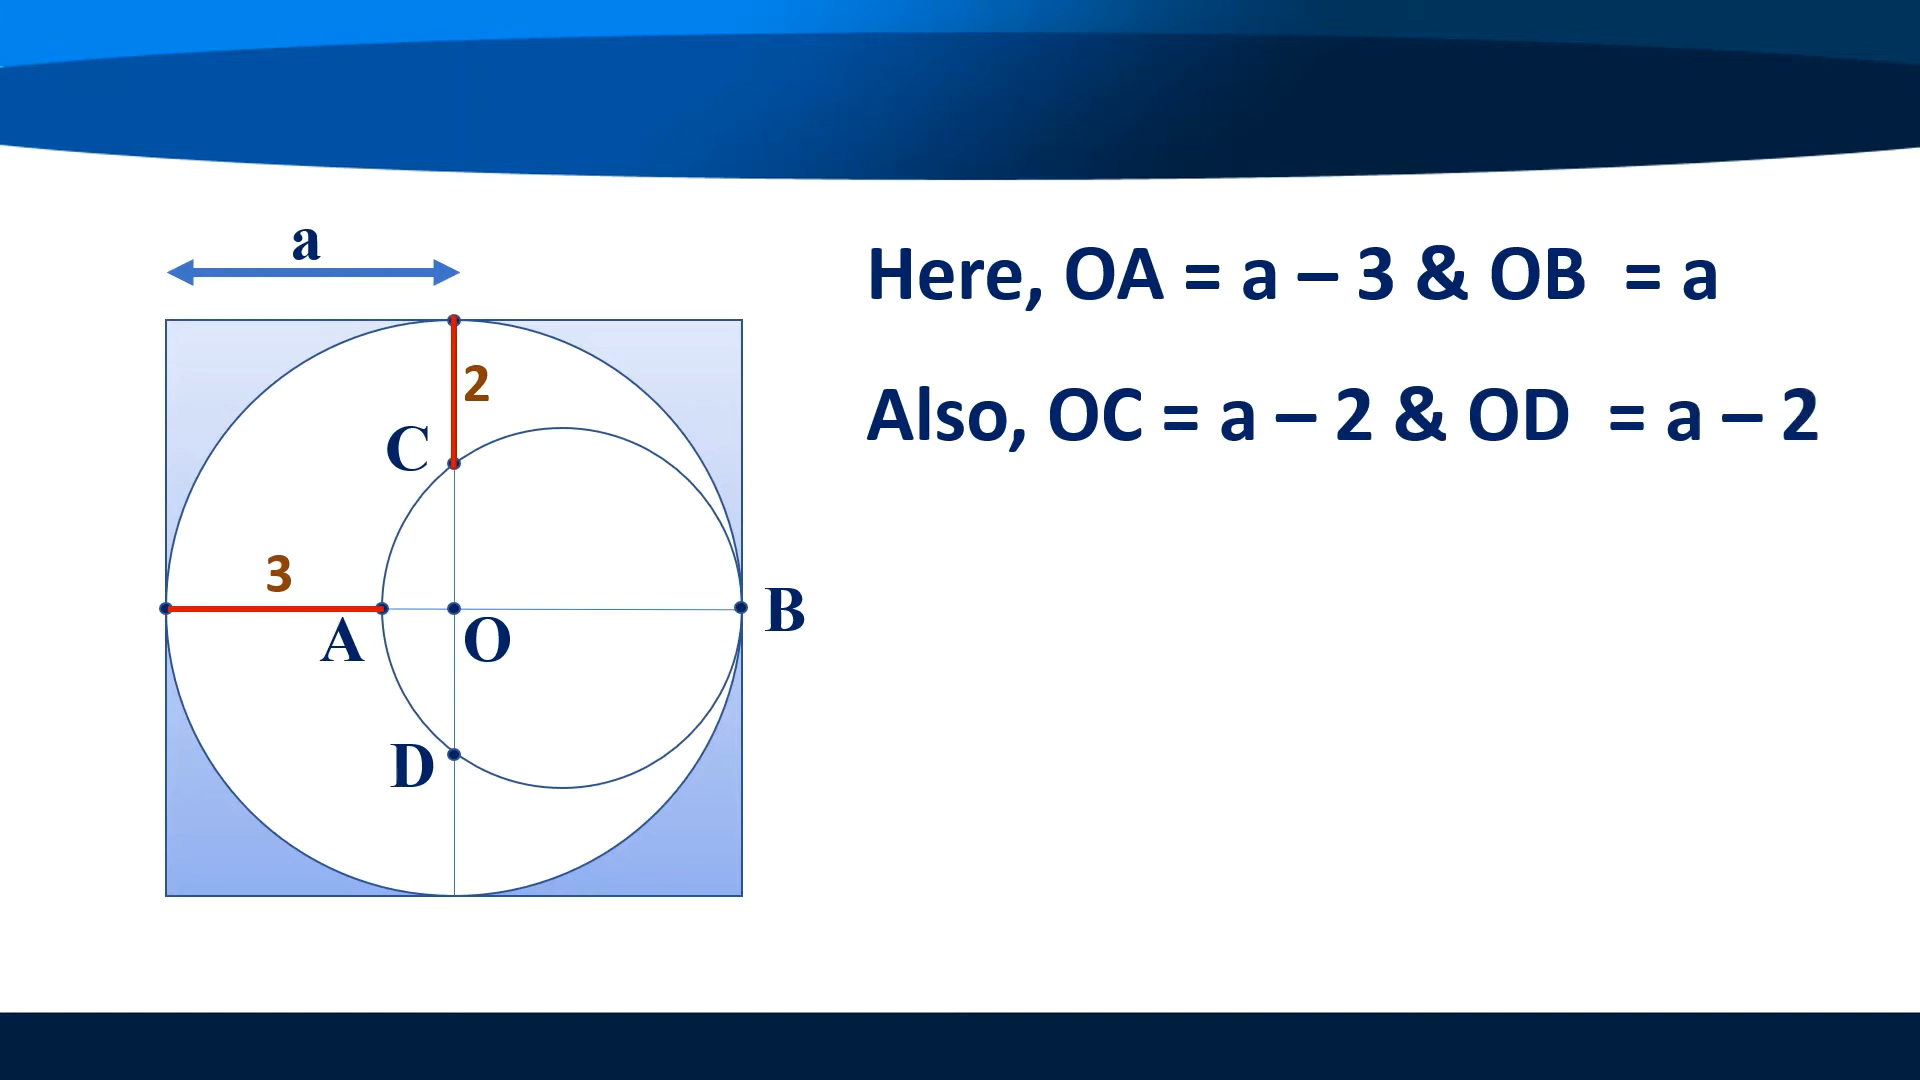 a
Here, OA = a – 3 & OB = a
2
Also, OC = a – 2 & OD = a – 2
C
3
A
O
B
D